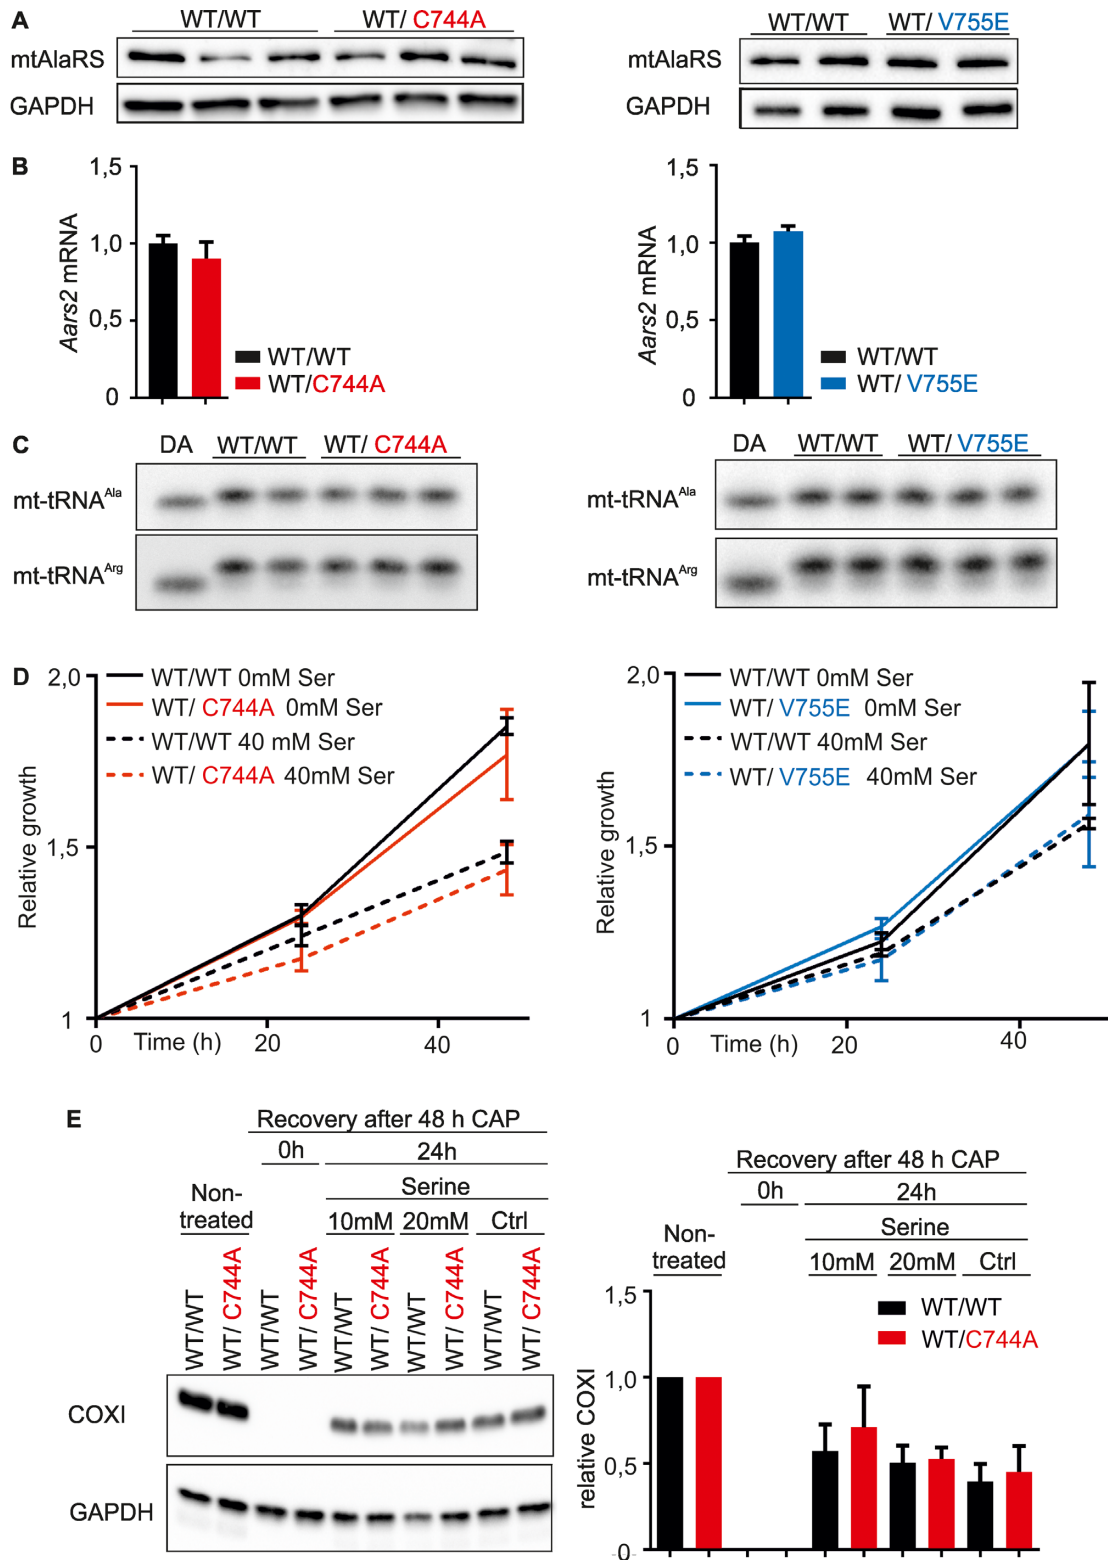 A
WT/WT WT/ C744A
mtAlaRS
GAPDH
WT/WT WT/ V755E
mtAlaRS
GAPDH
B
1,5
1,0
0,5
0
Aars2 mRNA
WT/WT
WT/C744A
1,5
1,0
0,5
0
Aars2 mRNA
WT/WT
WT/ V755E
C
DA WT/WT WT/ C744A
mt-tRNAAla
mt-tRNAArg
DA WT/WT WT/ V755E
mt-tRNAAla
mt-tRNAArg
D
2,0
1,5
1
Relative growth
WT/WT 0mM Ser
WT/ C744A 0mM Ser
WT/WT 40 mM Ser
WT/ C744A 40mM Ser
0 Time (h) 20 40
2,0
1,5
1
Relative growth
WT/WT 0mM Ser
WT/ V755E 0mM Ser
WT/WT 40mM Ser
WT/ V755E 40mM Ser
0 Time (h) 20 40
E
Recovery after 48 h CAP
0h 24h
Non-
treated
Serine
10mM 20mM Ctrl
WT/WT
WT/ C744A
WT/WT
WT/ C744A
WT/WT
WT/ C744A
WT/WT
WT/ C744A
WT/WT
WT/ C744A
COXI
GAPDH
Recovery after 48 h CAP
0h 24h
Non-
treated
Serine
10mM 20mM Ctrl
1,5
1,0
0,5
-0-
relative COXI
WT/WT
WT/C744A